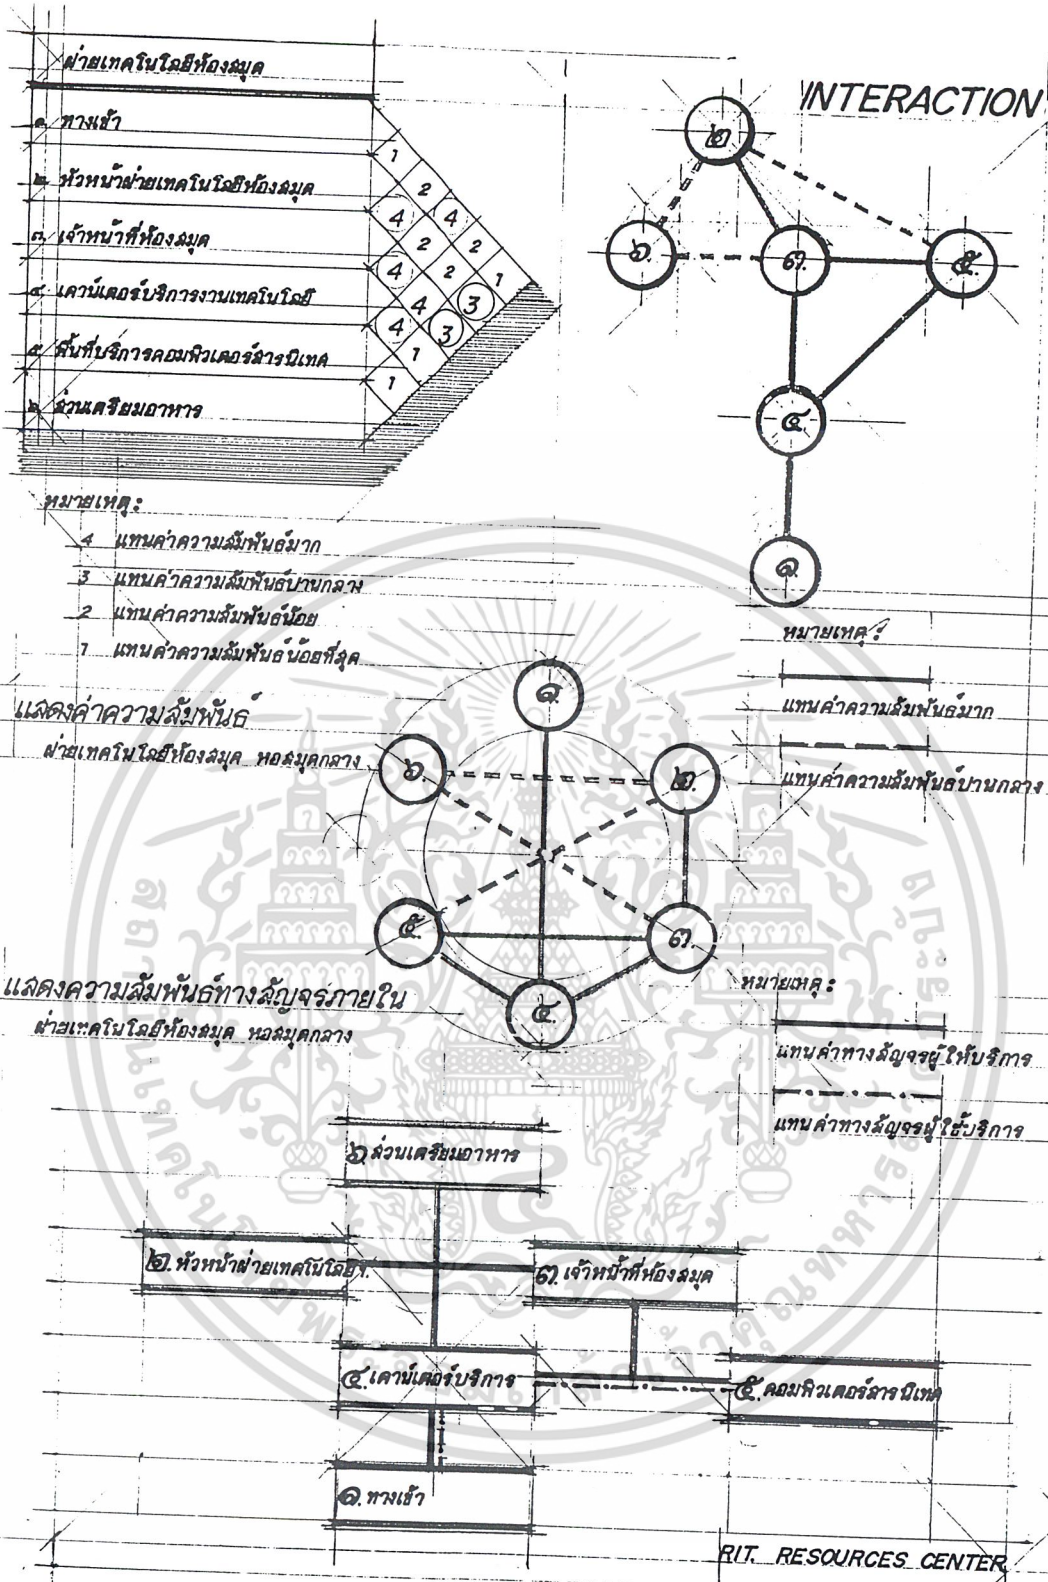 ฝ่ายเทคโนโลยีห้องสมุด
INTERACTION
๑. ทางเข้า
๒. หัวหน้าฝ่ายเทคโนโลยีห้องสมุด
๓. เจ้าหน้าที่ห้องสมุด
๔. เคาน์เตอร์บริการงานเทคโนโลยี
๕. พื้นที่บริการคอมพิวเตอร์สารนิเทศ
๖. ส่วนเตรียมอาหาร
1
2
4 4
2 2
4 2 1
4 3
4 3
1
1
๒.
๖. ๓. ๕.
๔.
๑.
หมายเหตุ :
4 แทนค่าความสัมพันธ์มาก
3 แทนค่าความสัมพันธ์ปานกลาง
2 แทนค่าความสัมพันธ์น้อย
1 แทนค่าความสัมพันธ์น้อยที่สุด
หมายเหตุ :
แทนค่าความสัมพันธ์มาก
แทนค่าความสัมพันธ์ปานกลาง
แสดงค่าความสัมพันธ์
ฝ่ายเทคโนโลยีห้องสมุด หอสมุดกลาง
๑.
๖. ๒.
๕. ๓.
๔.
แสดงความสัมพันธ์ทางสัญจรภายใน
ฝ่ายเทคโนโลยีห้องสมุด หอสมุดกลาง
หมายเหตุ :
แทนค่าทางสัญจรผู้ให้บริการ
แทนค่าทางสัญจรผู้ใช้บริการ
๖. ส่วนเตรียมอาหาร
๒. หัวหน้าฝ่ายเทคโนโลยีฯ.
๓. เจ้าหน้าที่ห้องสมุด
๔. เคาน์เตอร์บริการ
๕. คอมพิวเตอร์สารนิเทศ
๑. ทางเข้า
RIT. RESOURCES CENTER